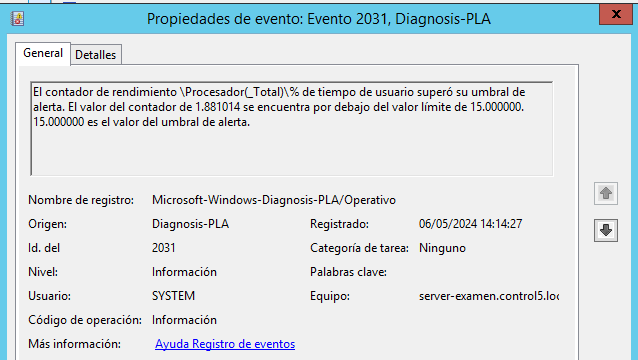 Propiedades de evento: Evento 2031, Diagnosis-PLA
x
General Detalles
El contador de rendimiento \Procesador(_Total)\% de tiempo de usuario superó su umbral de
alerta. El valor del contador de 1.881014 se encuentra por debajo del valor límite de 15.000000.
15.000000 es el valor del umbral de alerta.
Nombre de registro: Microsoft-Windows-Diagnosis-PLA/Operativo
Origen: Diagnosis-PLA Registrado: 06/05/2024 14:14:27
Id. del 2031 Categoría de tarea: Ninguno
Nivel: Información Palabras clave:
Usuario: SYSTEM Equipo: server-examen.control5.loc
Código de operación: Información
Más información: Ayuda Registro de eventos